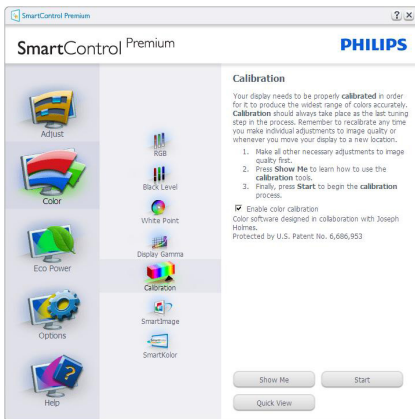 SmartControl Premium
SmartControl Premium
PHILIPS
Adjust
Color
Eco Power
Options
Help
RGB
Black Level
White Point
Display Gamma
Calibration
SmartImage
SmartKolor
Calibration
Your display needs to be properly calibrated in order
for it to produce the widest range of colors accurately.
Calibration should always take place as the last tuning
step in the process. Remember to recalibrate any time
you make individual adjustments to image quality or
whenever you move your display to a new location.
1. Make all other necessary adjustments to image
quality first.
2. Press Show Me to learn how to use the
calibration tools.
3. Finally, press Start to begin the calibration
process.
Enable color calibration
Color software designed in collaboration with Joseph
Holmes.
Protected by U.S. Patent No. 6,686,953
Show Me
Start
Quick View